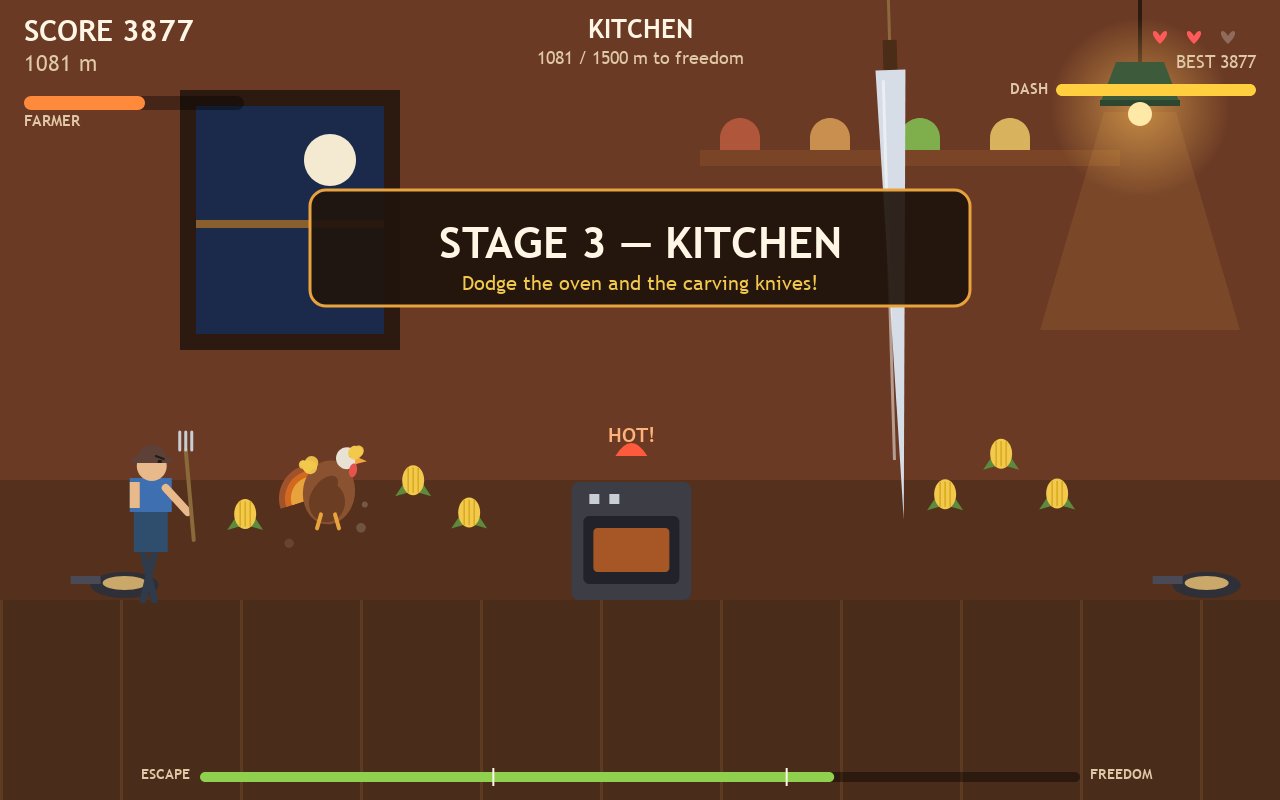 SCORE 3877
1081 m
FARMER
KITCHEN
1081 / 1500 m to freedom
BEST 3877
DASH
STAGE 3 — KITCHEN
Dodge the oven and the carving knives!
HOT!
ESCAPE
FREEDOM